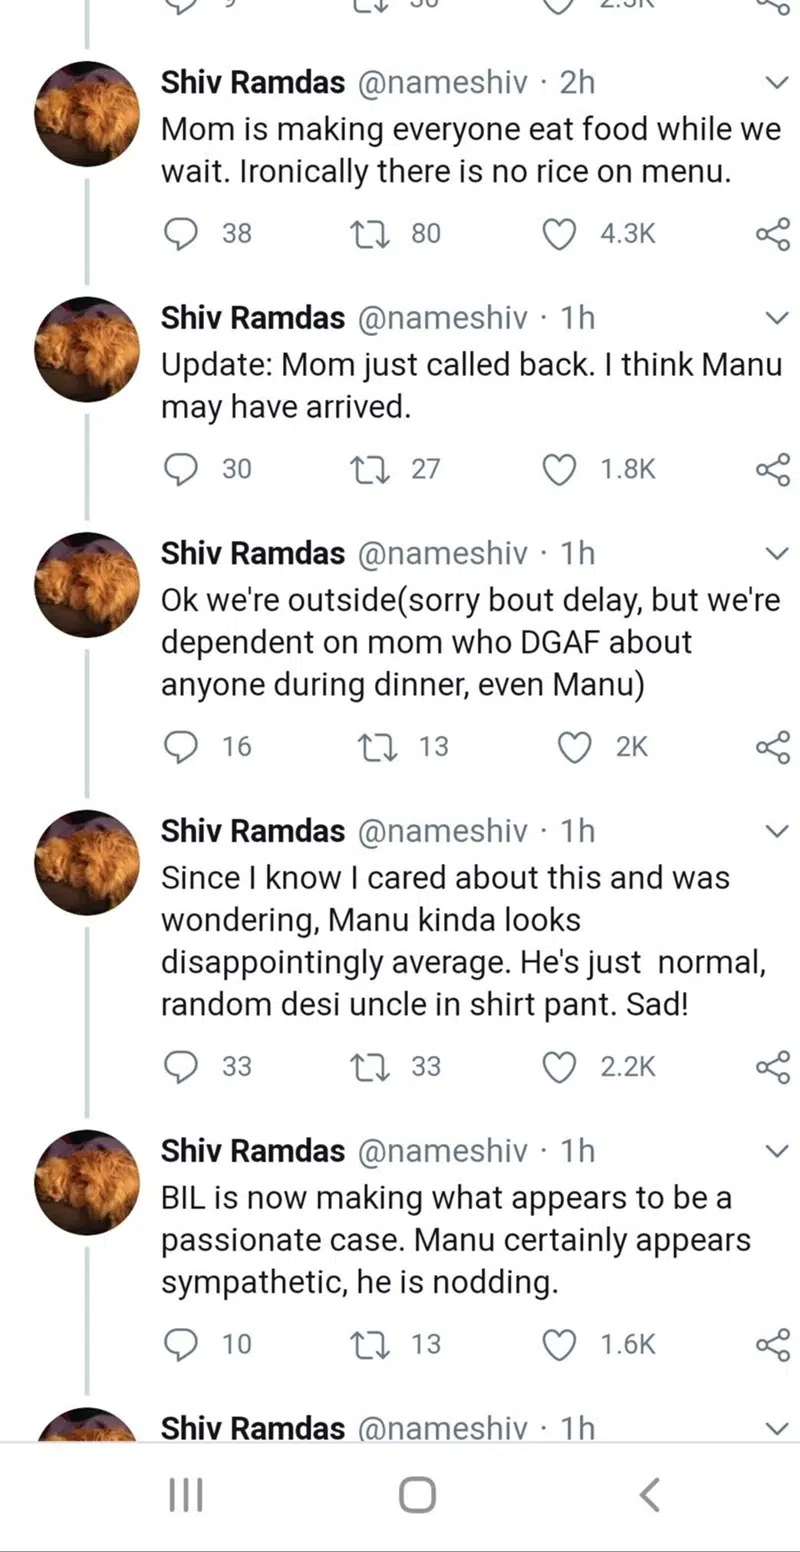 Shiv Ramdas @nameshiv · 2h
Mom is making everyone eat food while we
wait. Ironically there is no rice on menu.
38 80 4.3K
Shiv Ramdas @nameshiv · 1h
Update: Mom just called back. I think Manu
may have arrived.
30 27 1.8K
Shiv Ramdas @nameshiv · 1h
Ok we're outside(sorry bout delay, but we're
dependent on mom who DGAF about
anyone during dinner, even Manu)
16 13 2K
Shiv Ramdas @nameshiv · 1h
Since I know I cared about this and was
wondering, Manu kinda looks
disappointingly average. He's just  normal,
random desi uncle in shirt pant. Sad!
33 33 2.2K
Shiv Ramdas @nameshiv · 1h
BIL is now making what appears to be a
passionate case. Manu certainly appears
sympathetic, he is nodding.
10 13 1.6K
Shiv Ramdas @nameshiv · 1h